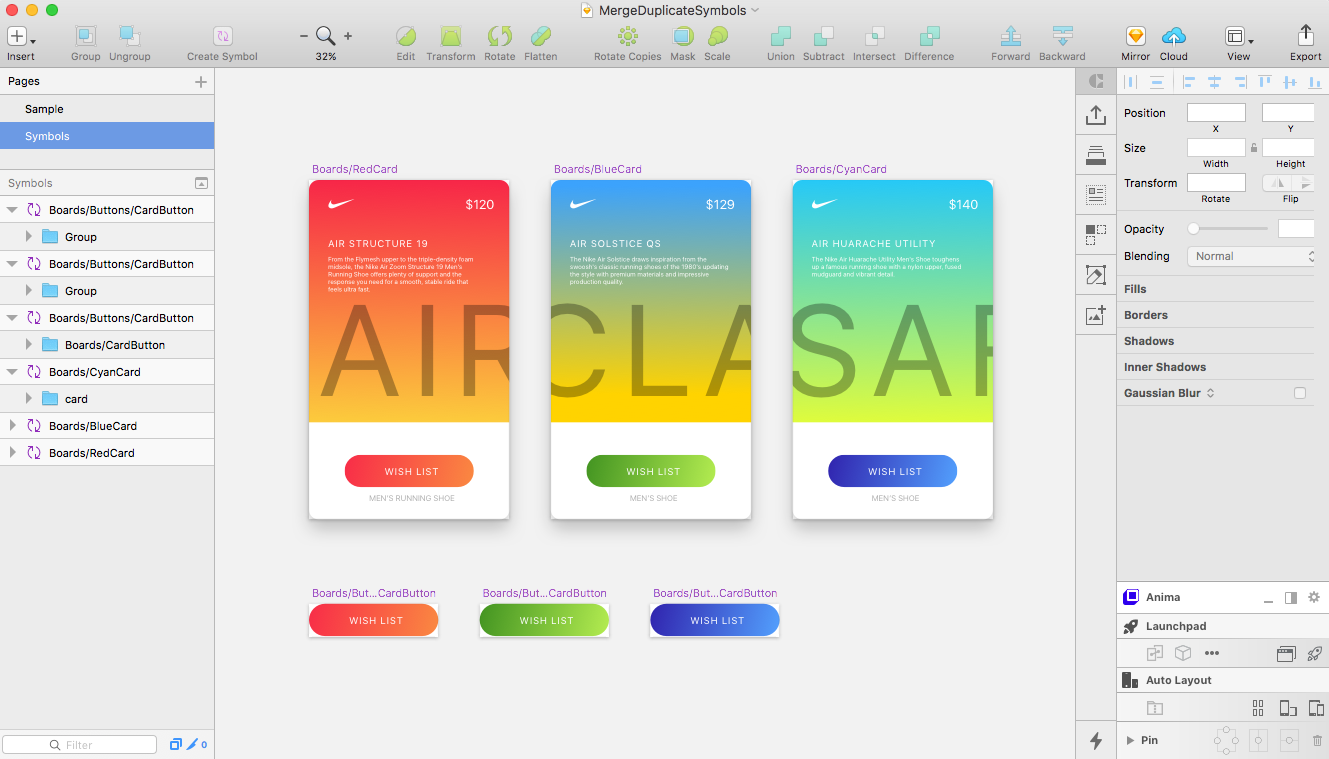 MergeDuplicateSymbols
Insert
Group
Ungroup
Create Symbol
32%
Edit
Transform
Rotate
Flatten
Rotate Copies
Mask
Scale
Union
Subtract
Intersect
Difference
Forward
Backward
Mirror
Cloud
View
Export
Pages
Sample
Symbols
Symbols
Boards/Buttons/CardButton
Group
Boards/Buttons/CardButton
Group
Boards/Buttons/CardButton
Boards/CardButton
Boards/CyanCard
card
Boards/BlueCard
Boards/RedCard
Filter
0
Boards/RedCard
$120
AIR STRUCTURE 19
From the Flymesh upper to the triple-density foam
midsole, the Nike Air Zoom Structure 19 Men's
Running Shoe offers plenty of support and the
response you need for a smooth, stable ride that
feels ultra fast.
AIR
WISH LIST
MEN'S RUNNING SHOE
Boards/BlueCard
$129
AIR SOLSTICE QS
The Nike Air Solstice draws inspiration from the
swoosh's classic running shoes of the 1980's updating
the style with premium materials and impressive
production quality.
CLA
WISH LIST
MEN'S SHOE
Boards/CyanCard
$140
AIR HUARACHE UTILITY
The Nike Air Huarache Utility Men's Shoe toughens
up a famous running shoe with a nylon upper, fused
mudguard and vibrant detail.
SAF
WISH LIST
MEN'S SHOE
Boards/But...CardButton
WISH LIST
Boards/But...CardButton
WISH LIST
Boards/But...CardButton
WISH LIST
Position
X
Y
Size
Width
Height
Transform
Rotate
Flip
Opacity
Blending
Normal
Fills
Borders
Shadows
Inner Shadows
Gaussian Blur
Anima
Launchpad
Auto Layout
Pin